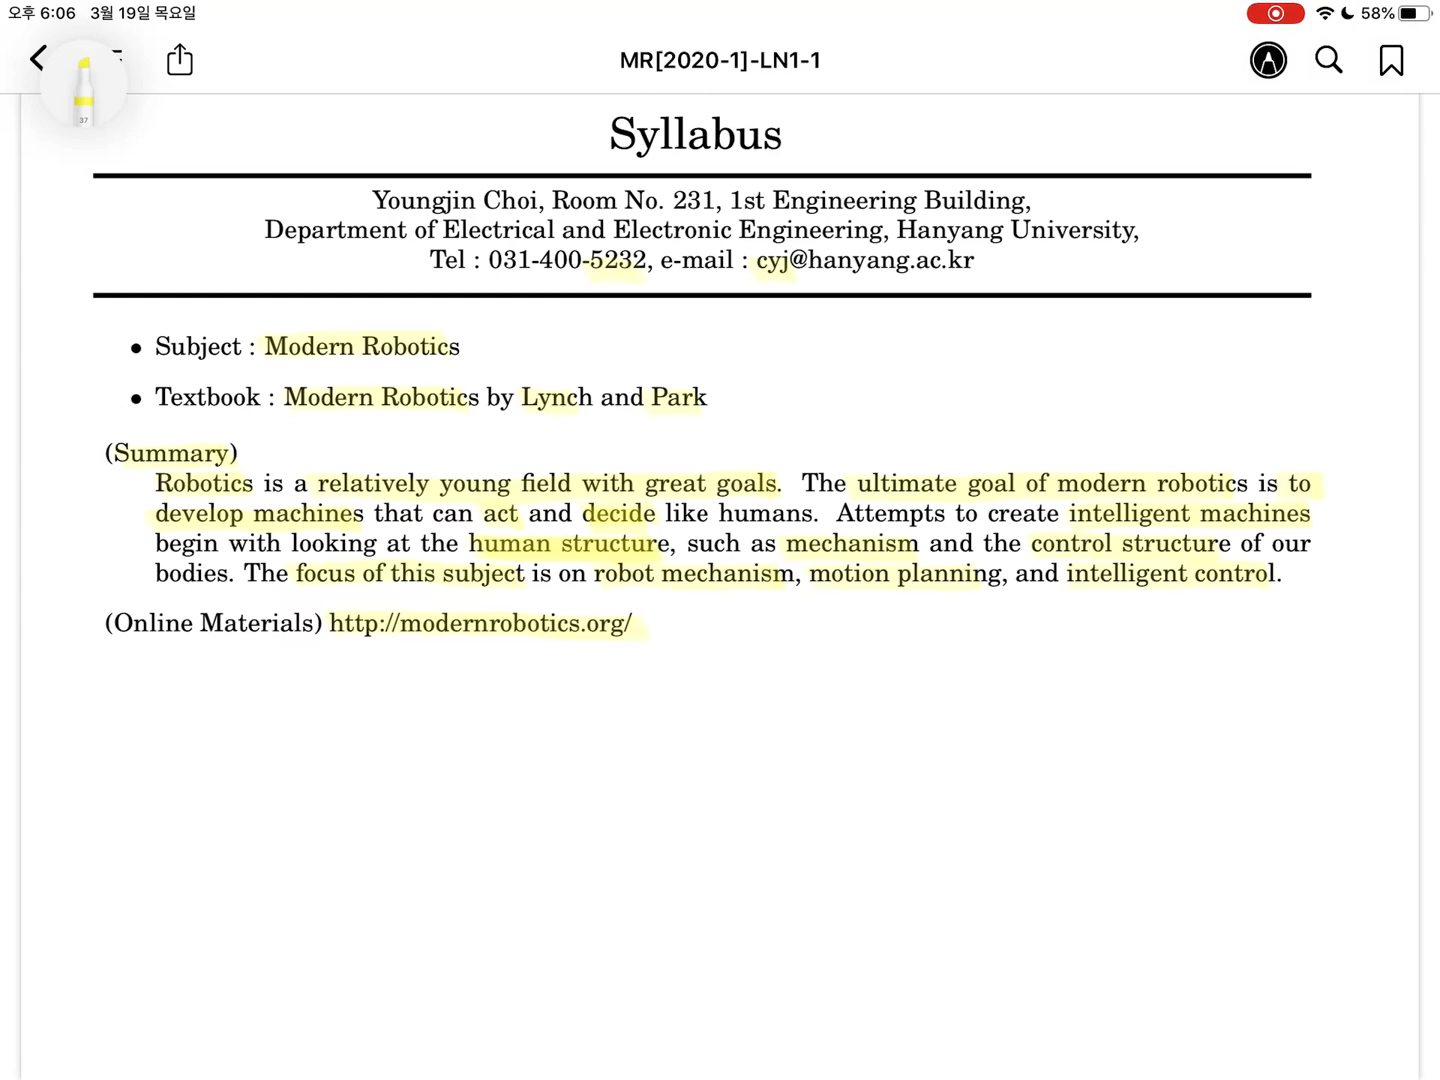 오후 6:06 3월 19일 목요일
58%
MR[2020-1]-LN1-1
37
Syllabus
Youngjin Choi, Room No. 231, 1st Engineering Building,
Department of Electrical and Electronic Engineering, Hanyang University,
Tel : 031-400-5232, e-mail : cyj@hanyang.ac.kr
• Subject : Modern Robotics
• Textbook : Modern Robotics by Lynch and Park
(Summary)
Robotics is a relatively young field with great goals. The ultimate goal of modern robotics is to
develop machines that can act and decide like humans. Attempts to create intelligent machines
begin with looking at the human structure, such as mechanism and the control structure of our
bodies. The focus of this subject is on robot mechanism, motion planning, and intelligent control.
(Online Materials) http://modernrobotics.org/